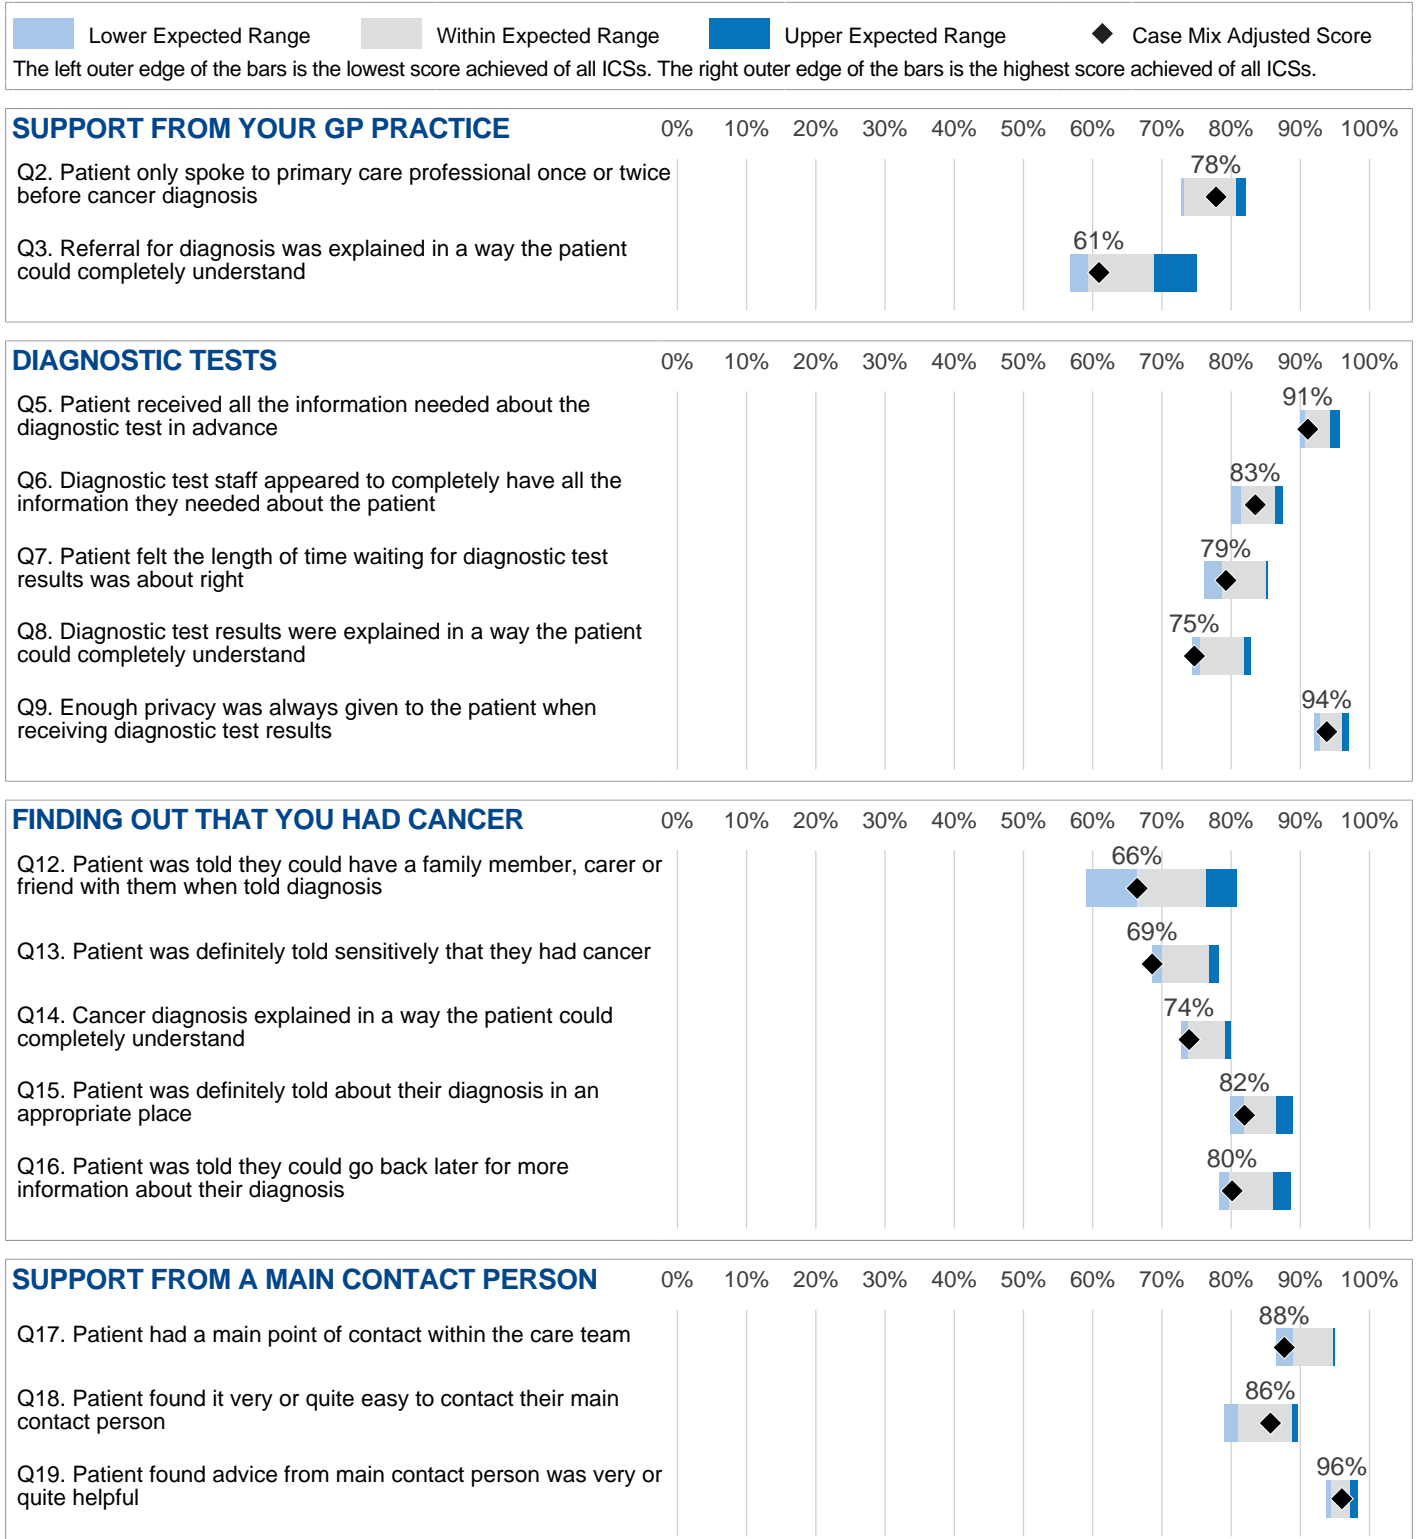 Lower Expected Range Within Expected Range Upper Expected Range Case Mix Adjusted Score
The left outer edge of the bars is the lowest score achieved of all ICSs. The right outer edge of the bars is the highest score achieved of all ICSs.
SUPPORT FROM YOUR GP PRACTICE 0% 10% 20% 30% 40% 50% 60% 70% 80% 90% 100%
Q2. Patient only spoke to primary care professional once or twice
before cancer diagnosis
78%
Q3. Referral for diagnosis was explained in a way the patient
could completely understand
61%
DIAGNOSTIC TESTS 0% 10% 20% 30% 40% 50% 60% 70% 80% 90% 100%
Q5. Patient received all the information needed about the
diagnostic test in advance
91%
Q6. Diagnostic test staff appeared to completely have all the
information they needed about the patient
83%
Q7. Patient felt the length of time waiting for diagnostic test
results was about right
79%
Q8. Diagnostic test results were explained in a way the patient
could completely understand
75%
Q9. Enough privacy was always given to the patient when
receiving diagnostic test results
94%
FINDING OUT THAT YOU HAD CANCER 0% 10% 20% 30% 40% 50% 60% 70% 80% 90% 100%
Q12. Patient was told they could have a family member, carer or
friend with them when told diagnosis
66%
Q13. Patient was definitely told sensitively that they had cancer
69%
Q14. Cancer diagnosis explained in a way the patient could
completely understand
74%
Q15. Patient was definitely told about their diagnosis in an
appropriate place
82%
Q16. Patient was told they could go back later for more
information about their diagnosis
80%
SUPPORT FROM A MAIN CONTACT PERSON 0% 10% 20% 30% 40% 50% 60% 70% 80% 90% 100%
Q17. Patient had a main point of contact within the care team
88%
Q18. Patient found it very or quite easy to contact their main
contact person
86%
Q19. Patient found advice from main contact person was very or
quite helpful
96%